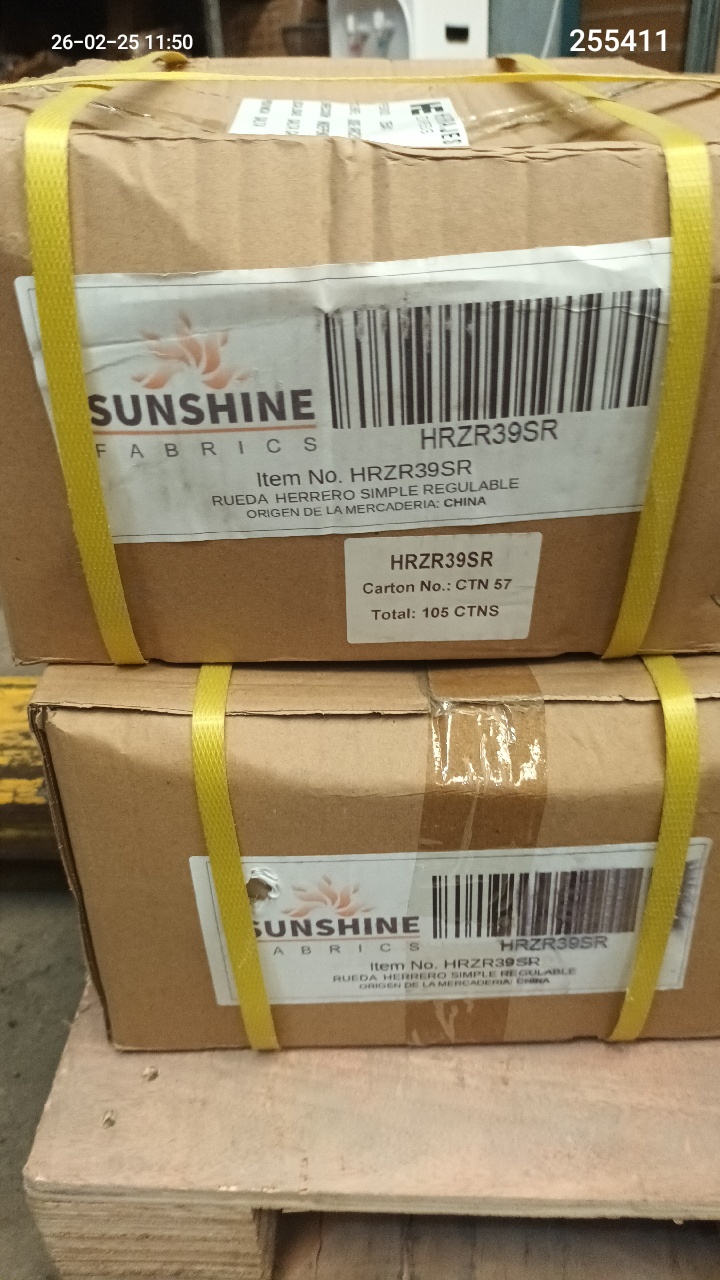 26-02-25 11:50
255411
SUNSHINE
FABRICS
HRZR39SR
Item No. HRZR39SR
RUEDA HERRERO SIMPLE REGULABLE
ORIGEN DE LA MERCADERIA: CHINA
HRZR39SR
Carton No.: CTN 57
Total: 105 CTNS
SUNSHINE
FABRICS
HRZR39SR
Item No. HRZR39SR
RUEDA HERRERO SIMPLE REGULABLE
ORIGEN DE LA MERCADERIA: CHINA